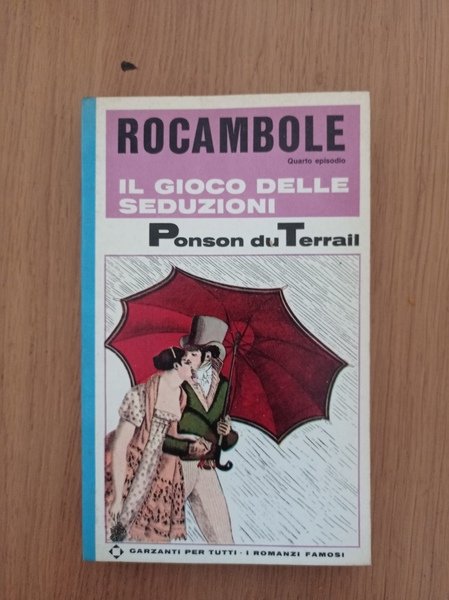 ROCAMBOLE
Quarto episodio
IL GIOCO DELLE
SEDUZIONI
Ponson du Terrail
GARZANTI PER TUTTI · I ROMANZI FAMOSI